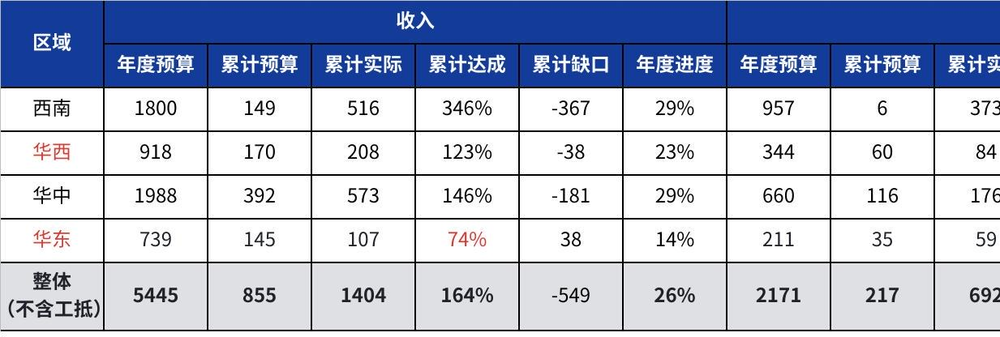 区域 收入
年度预算 累计预算 累计实际 累计达成 累计缺口 年度进度 年度预算 累计预算 累计实
西南 1800 149 516 346% -367 29% 957 6 373
华西 918 170 208 123% -38 23% 344 60 84
华中 1988 392 573 146% -181 29% 660 116 176
华东 739 145 107 74% 38 14% 211 35 59
整体
（不含工抵） 5445 855 1404 164% -549 26% 2171 217 692